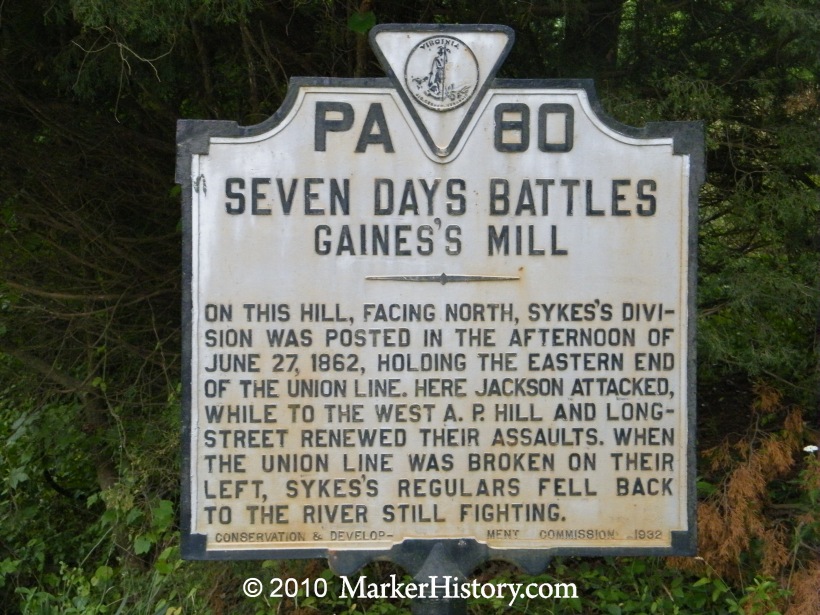 VIRGINIA
PA 80
SEVEN DAYS BATTLES
GAINES'S MILL
ON THIS HILL, FACING NORTH, SYKES'S DIVI-
SION WAS POSTED IN THE AFTERNOON OF
JUNE 27, 1862, HOLDING THE EASTERN END
OF THE UNION LINE. HERE JACKSON ATTACKED,
WHILE TO THE WEST A. P. HILL AND LONG-
STREET RENEWED THEIR ASSAULTS. WHEN
THE UNION LINE WAS BROKEN ON THEIR
LEFT, SYKES'S REGULARS FELL BACK
TO THE RIVER STILL FIGHTING.
CONSERVATION & DEVELOP- MENT COMMISSION 1932
© 2010 MarkerHistory.com